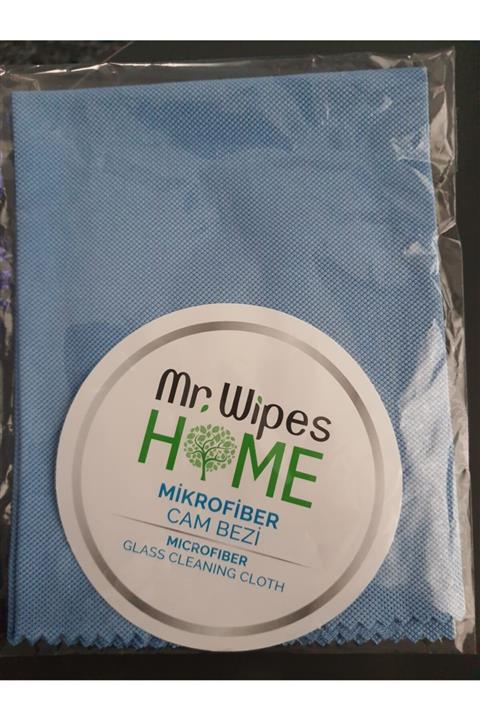 Mr. Wipes
HOME
MİKROFİBER
CAM BEZİ
MICROFIBER
GLASS CLEANING CLOTH